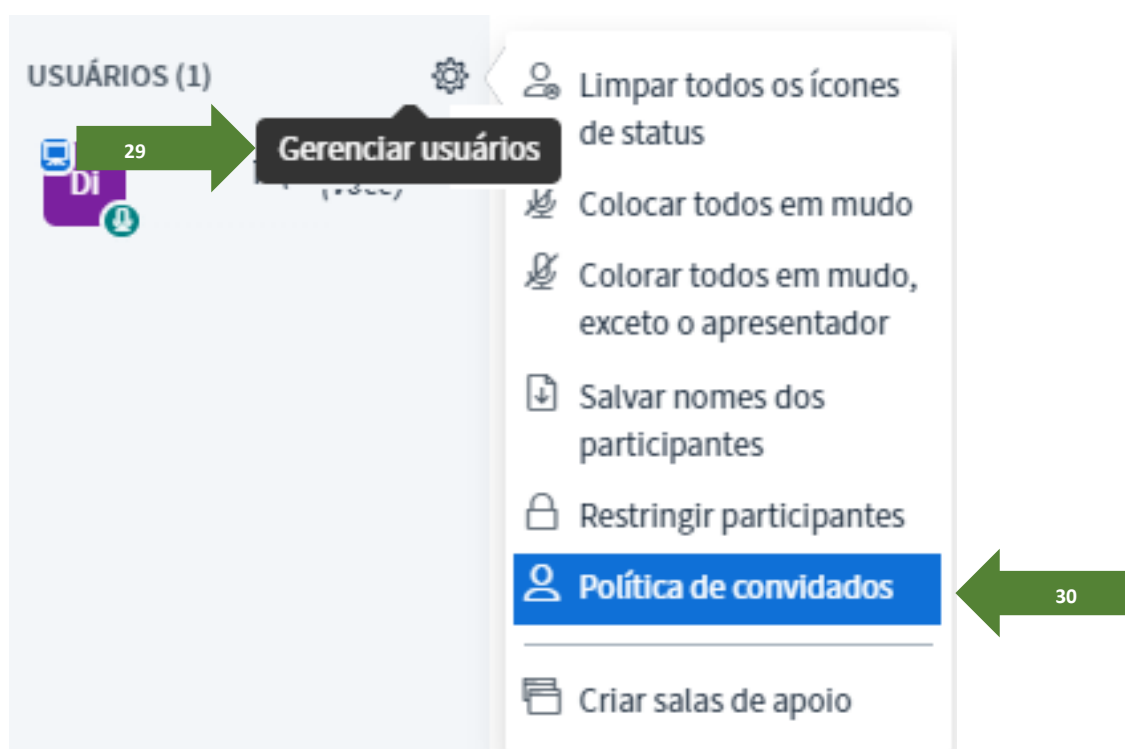 USUÁRIOS (1)
29
Gerenciar usuários
Di
Limpar todos os ícones
de status
Colocar todos em mudo
Colorar todos em mudo,
exceto o apresentador
Salvar nomes dos
participantes
Restringir participantes
Política de convidados
30
Criar salas de apoio